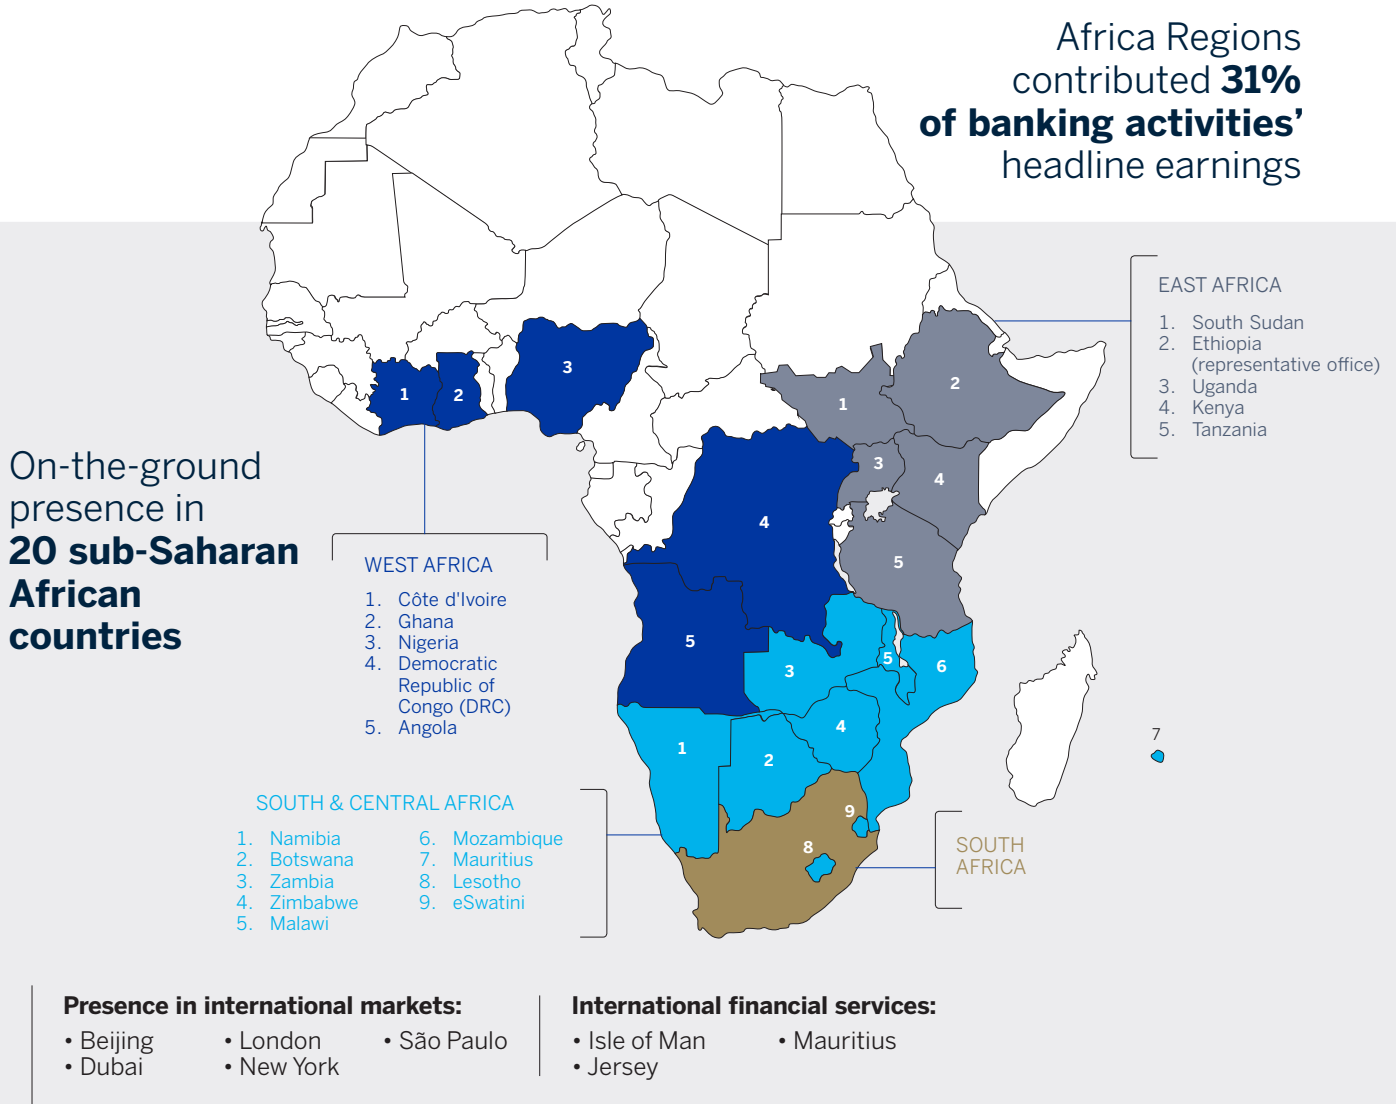 Africa Regions
contributed 31%
of banking activities’
headline earnings
On-the-ground
presence in
20 sub-Saharan
African
countries
EAST AFRICA
1. South Sudan
2. Ethiopia
(representative office)
3. Uganda
4. Kenya
5. Tanzania
WEST AFRICA
1. Côte d'Ivoire
2. Ghana
3. Nigeria
4. Democratic
Republic of
Congo (DRC)
5. Angola
SOUTH & CENTRAL AFRICA
1. Namibia
2. Botswana
3. Zambia
4. Zimbabwe
5. Malawi
6. Mozambique
7. Mauritius
8. Lesotho
9. eSwatini
SOUTH
AFRICA
1
2
3
4
5
1
2
3
4
5
1
2
3
4
5
6
7
8
9
Presence in international markets:
• Beijing
• Dubai
• London
• New York
• São Paulo
International financial services:
• Isle of Man
• Jersey
• Mauritius